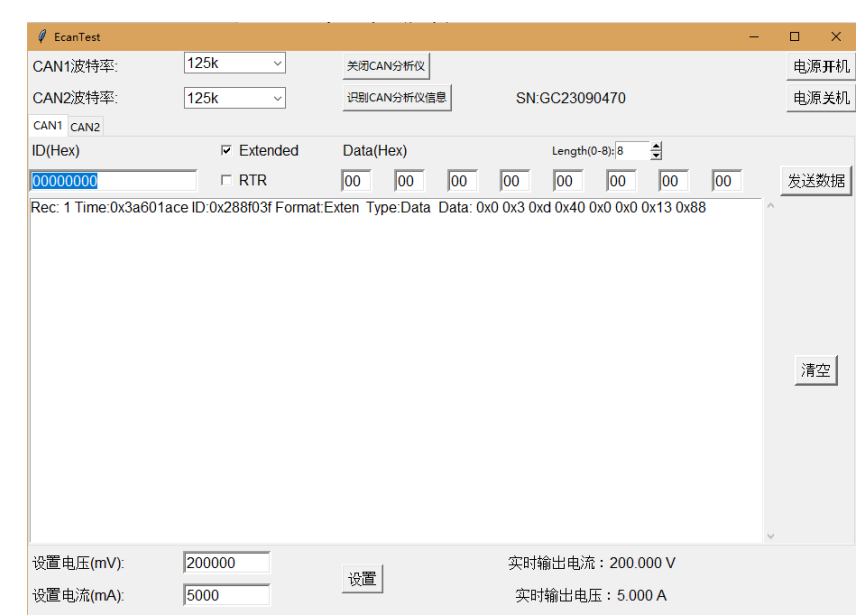 EcanTest
CAN1波特率: 125k 关闭CAN分析仪 电源开机
CAN2波特率: 125k 识别CAN分析仪信息 SN:GC23090470 电源关机
CAN1 CAN2
ID(Hex) Extended Data(Hex) Length(0-8): 8
00000000 RTR 00 00 00 00 00 00 00 00 发送数据
Rec: 1 Time:0x3a601ace ID:0x288f03f Format:Exten Type:Data Data: 0x0 0x3 0xd 0x40 0x0 0x0 0x13 0x88
清空
设置电压(mV): 200000 设置 实时输出电流：200.000 V
设置电流(mA): 5000 实时输出电压：5.000 A